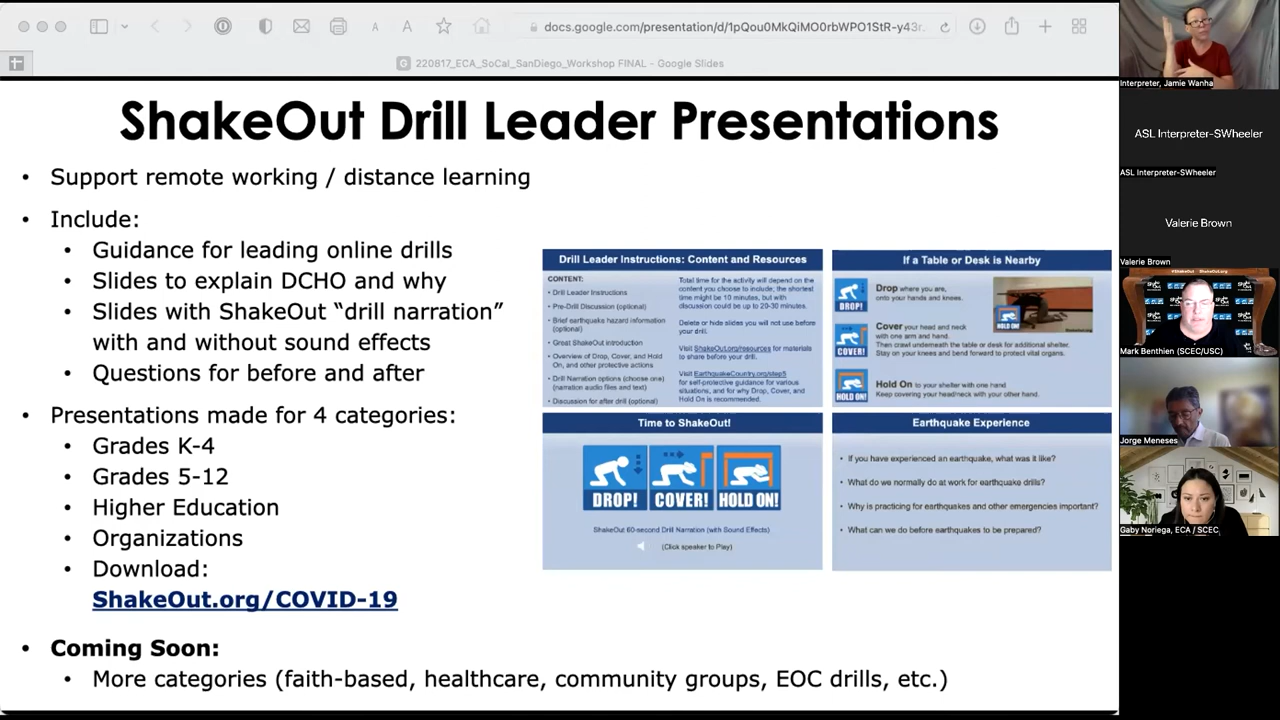 docs.google.com/presentation/d/1pQou0MkQiMO0rbWPO1StR-y43r
220817_ECA_SoCal_SanDiego_Workshop FINAL - Google Slides
ShakeOut Drill Leader Presentations
• Support remote working / distance learning
• Include:
• Guidance for leading online drills
• Slides to explain DCHO and why
• Slides with ShakeOut “drill narration”
with and without sound effects
• Questions for before and after
• Presentations made for 4 categories:
• Grades K-4
• Grades 5-12
• Higher Education
• Organizations
• Download:
ShakeOut.org/COVID-19
• Coming Soon:
• More categories (faith-based, healthcare, community groups, EOC drills, etc.)
Drill Leader Instructions: Content and Resources
CONTENT:
• Drill Leader Instructions
• Pre-Drill Discussion (optional)
• Brief earthquake hazard information
(optional)
• Great ShakeOut introduction
• Overview of Drop, Cover, and Hold
On, and other protective actions
• Drill Narration options (choose one)
(narration audio files and text)
• Discussion for after drill (optional)
Total time for the activity will depend on the
content you choose to include; the shortest
time might be 10 minutes, but with
discussion could be up to 20-30 minutes.
Delete or hide slides you will not use before
your drill.
Visit ShakeOut.org/resources for materials
to share before your drill.
Visit EarthquakeCountry.org/step5
for self-protective guidance for various
situations, and for why Drop, Cover, and
Hold On is recommended.
If a Table or Desk is Nearby
DROP!
Drop where you are,
onto your hands and knees.
COVER!
Cover your head and neck
with one arm and hand.
Then crawl underneath the table or desk for additional shelter.
Stay on your knees and bend forward to protect vital organs.
HOLD ON!
Hold On to your shelter with one hand
Keep covering your head/neck with your other hand.
HOLD ON!
Time to ShakeOut!
DROP! COVER! HOLD ON!
ShakeOut 60-second Drill Narration (with Sound Effects)
(Click speaker to Play)
Earthquake Experience
• If you have experienced an earthquake, what was it like?
• What do we normally do at work for earthquake drills?
• Why is practicing for earthquakes and other emergencies important?
• What can we do before earthquakes to be prepared?
Interpreter, Jamie Wanha
ASL Interpreter-SWheeler
ASL Interpreter-SWheeler
Valerie Brown
Valerie Brown
#ShakeOut ShakeOut.org
Mark Benthien (SCEC/USC)
Jorge Meneses
Gaby Noriega, ECA / SCEC